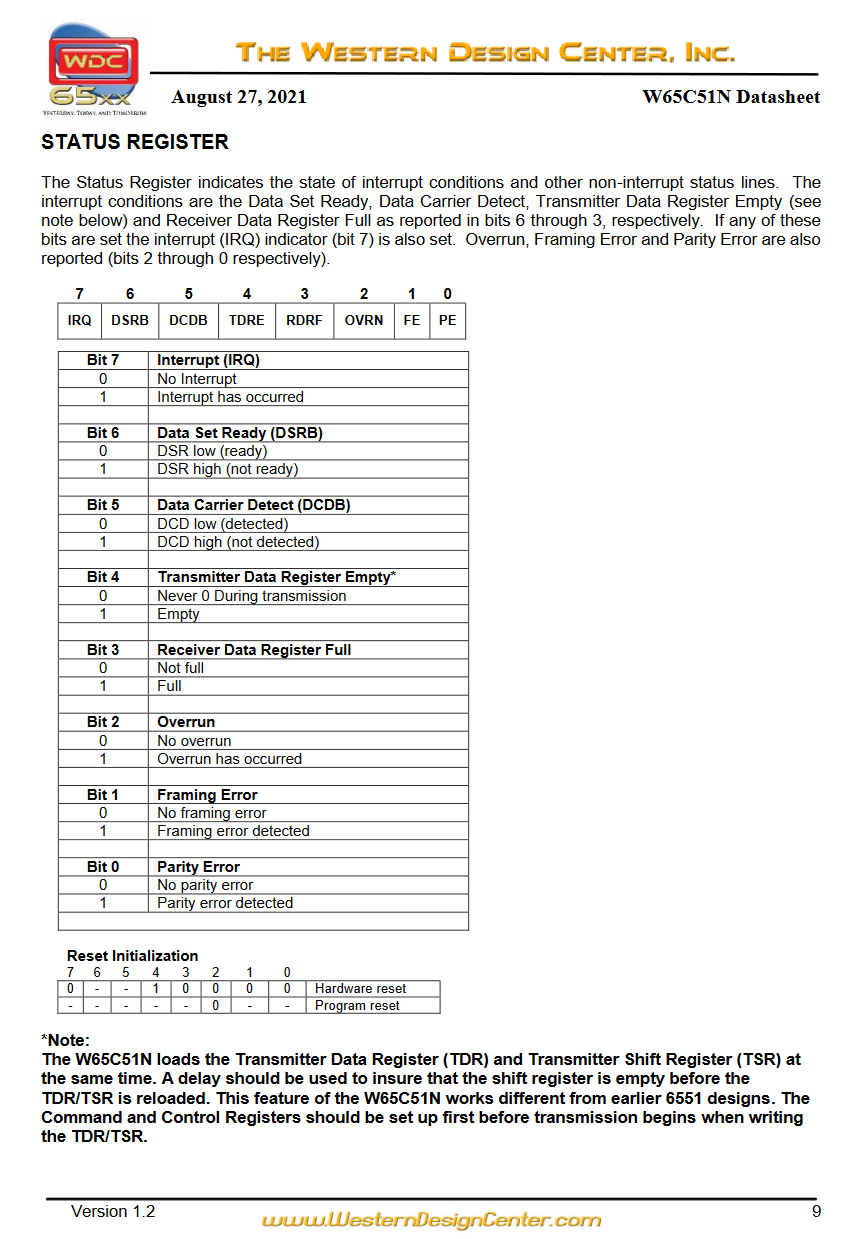 WDC
65xx
YESTERDAY, TODAY, AND TOMORROW
THE WESTERN DESIGN CENTER, INC.
August 27, 2021 W65C51N Datasheet
STATUS REGISTER
The Status Register indicates the state of interrupt conditions and other non-interrupt status lines. The
interrupt conditions are the Data Set Ready, Data Carrier Detect, Transmitter Data Register Empty (see
note below) and Receiver Data Register Full as reported in bits 6 through 3, respectively. If any of these
bits are set the interrupt (IRQ) indicator (bit 7) is also set. Overrun, Framing Error and Parity Error are also
reported (bits 2 through 0 respectively).
7 6 5 4 3 2 1 0
IRQ DSRB DCDB TDRE RDRF OVRN FE PE
Bit 7 Interrupt (IRQ)
0 No Interrupt
1 Interrupt has occurred
Bit 6 Data Set Ready (DSRB)
0 DSR low (ready)
1 DSR high (not ready)
Bit 5 Data Carrier Detect (DCDB)
0 DCD low (detected)
1 DCD high (not detected)
Bit 4 Transmitter Data Register Empty*
0 Never 0 During transmission
1 Empty
Bit 3 Receiver Data Register Full
0 Not full
1 Full
Bit 2 Overrun
0 No overrun
1 Overrun has occurred
Bit 1 Framing Error
0 No framing error
1 Framing error detected
Bit 0 Parity Error
0 No parity error
1 Parity error detected
Reset Initialization
7 6 5 4 3 2 1 0
0 - - 1 0 0 0 0 Hardware reset
- - - - - 0 - - Program reset
*Note:
The W65C51N loads the Transmitter Data Register (TDR) and Transmitter Shift Register (TSR) at
the same time. A delay should be used to insure that the shift register is empty before the
TDR/TSR is reloaded. This feature of the W65C51N works different from earlier 6551 designs. The
Command and Control Registers should be set up first before transmission begins when writing
the TDR/TSR.
Version 1.2 www.WesternDesignCenter.com 9